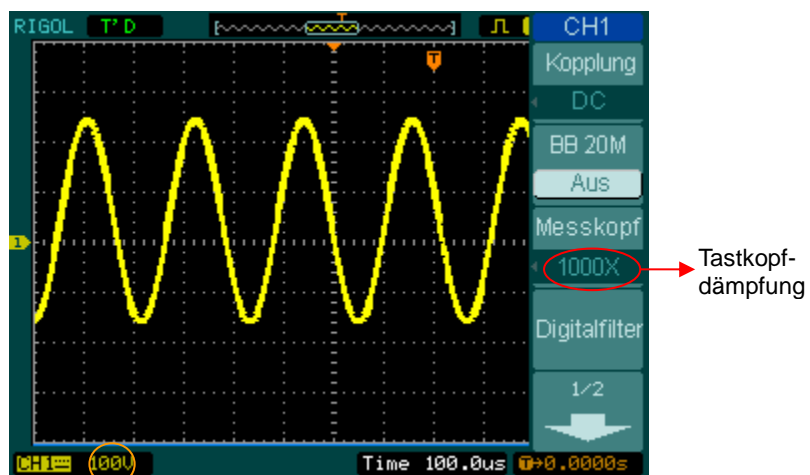 RIGOL T'D
CH1
T
T
Kopplung
DC
BB 20M
Aus
Messkopf
1000X
Digitalfilter
1/2
1
Tastkopf-
dämpfung
CH1 100V Time 100.0us T→0.0000s